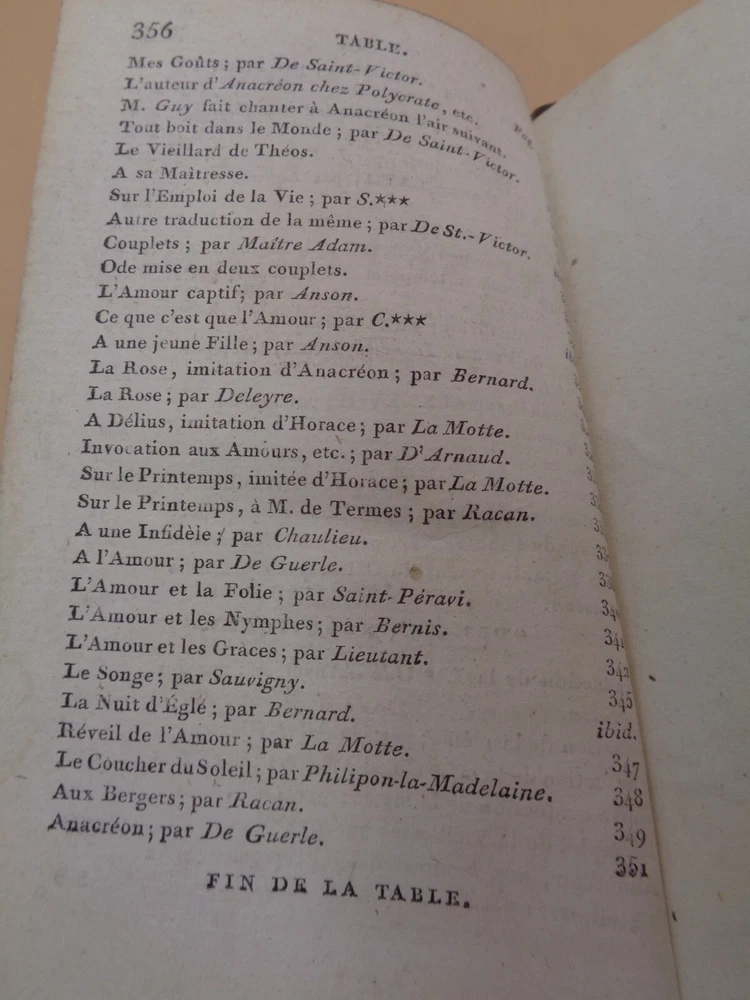 356 TABLE.
Mes Goûts ; par De Saint-Victor.
L'auteur d'Anacréon chez Polycrate, etc.
M. Guy fait chanter à Anacréon l'air suivant.
Tout boit dans le Monde ; par De Saint-Victor.
Le Vieillard de Théos.
A sa Maîtresse.
Sur l'Emploi de la Vie ; par S.***
Autre traduction de la même ; par De St.-Victor.
Couplets ; par Maître Adam.
Ode mise en deux couplets.
L'Amour captif; par Anson.
Ce que c'est que l'Amour ; par C.***
A une jeune Fille ; par Anson.
La Rose, imitation d'Anacréon ; par Bernard.
La Rose ; par Deleyre.
A Délius, imitation d'Horace ; par La Motte.
Invocation aux Amours, etc. ; par D'Arnaud.
Sur le Printemps, imitée d'Horace ; par La Motte.
Sur le Printemps, à M. de Termes ; par Racan.
A une Infidèle ; par Chaulieu.
A l'Amour ; par De Guerle.
L'Amour et la Folie ; par Saint-Péravi.
L'Amour et les Nymphes ; par Bernis. 341
L'Amour et les Graces ; par Lieutant. 342
Le Songe ; par Sauvigny. 345
La Nuit d'Églé ; par Bernard. ibid.
Réveil de l'Amour ; par La Motte. 347
Le Coucher du Soleil ; par Philipon-la-Madelaine. 348
Aux Bergers ; par Racan. 349
Anacréon ; par De Guerle. 351
FIN DE LA TABLE.